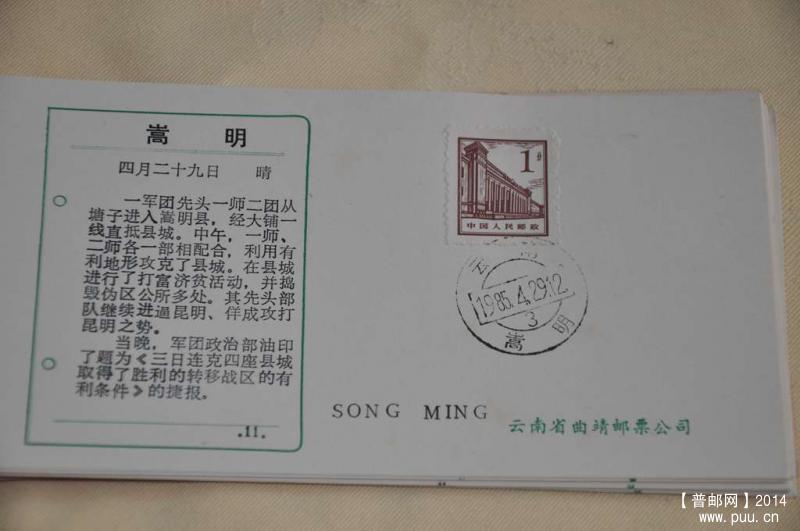 嵩 明
四月二十九日 晴
一军团先头一师二团从
塘子进入嵩明县，经大铺一
线直抵县城。中午，一师、
二师各一部相配合，利用有
利地形攻克了县城。在县城
进行了打富济贫活动，并捣
毁伪区公所多处。其先头部
队继续进逼昆明、佯成攻打
昆明之势。
当晚，军团政治部油印
了题为《三日连克四座县城
取得了胜利的转移战区的有
利条件》的捷报。
.11.
1分
中国人民邮政
云南
1985.4.29.12
3
嵩明
SONG MING
云南省曲靖邮票公司
【普邮网】2014
www.puu.cn